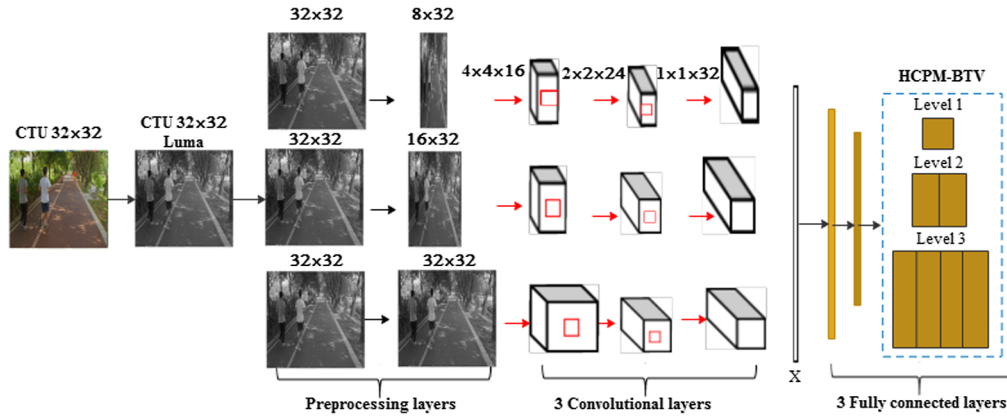 32×32
8×32
4×4×16
2×2×24
1×1×32
HCPM-BTV
Level 1
CTU 32×32
CTU 32×32
Luma
32×32
16×32
Level 2
Level 3
32×32
32×32
X
Preprocessing layers
3 Convolutional layers
3 Fully connected layers